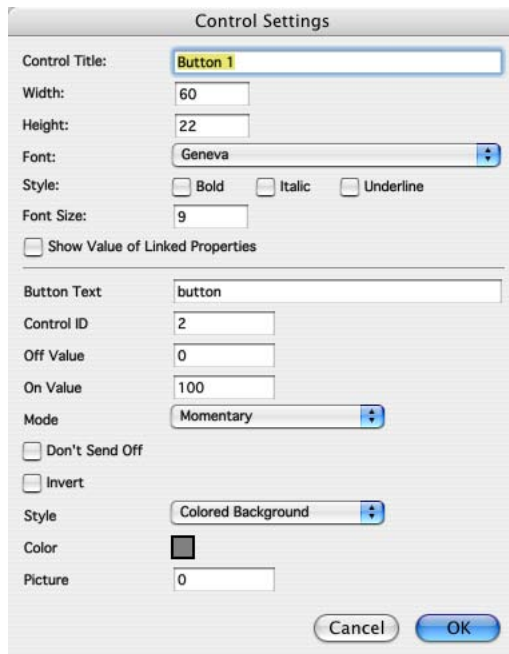 Control Settings
Control Title: Button 1
Width: 60
Height: 22
Font: Geneva
Style: Bold Italic Underline
Font Size: 9
Show Value of Linked Properties
Button Text button
Control ID 2
Off Value 0
On Value 100
Mode Momentary
Don't Send Off
Invert
Style Colored Background
Color
Picture 0
Cancel OK